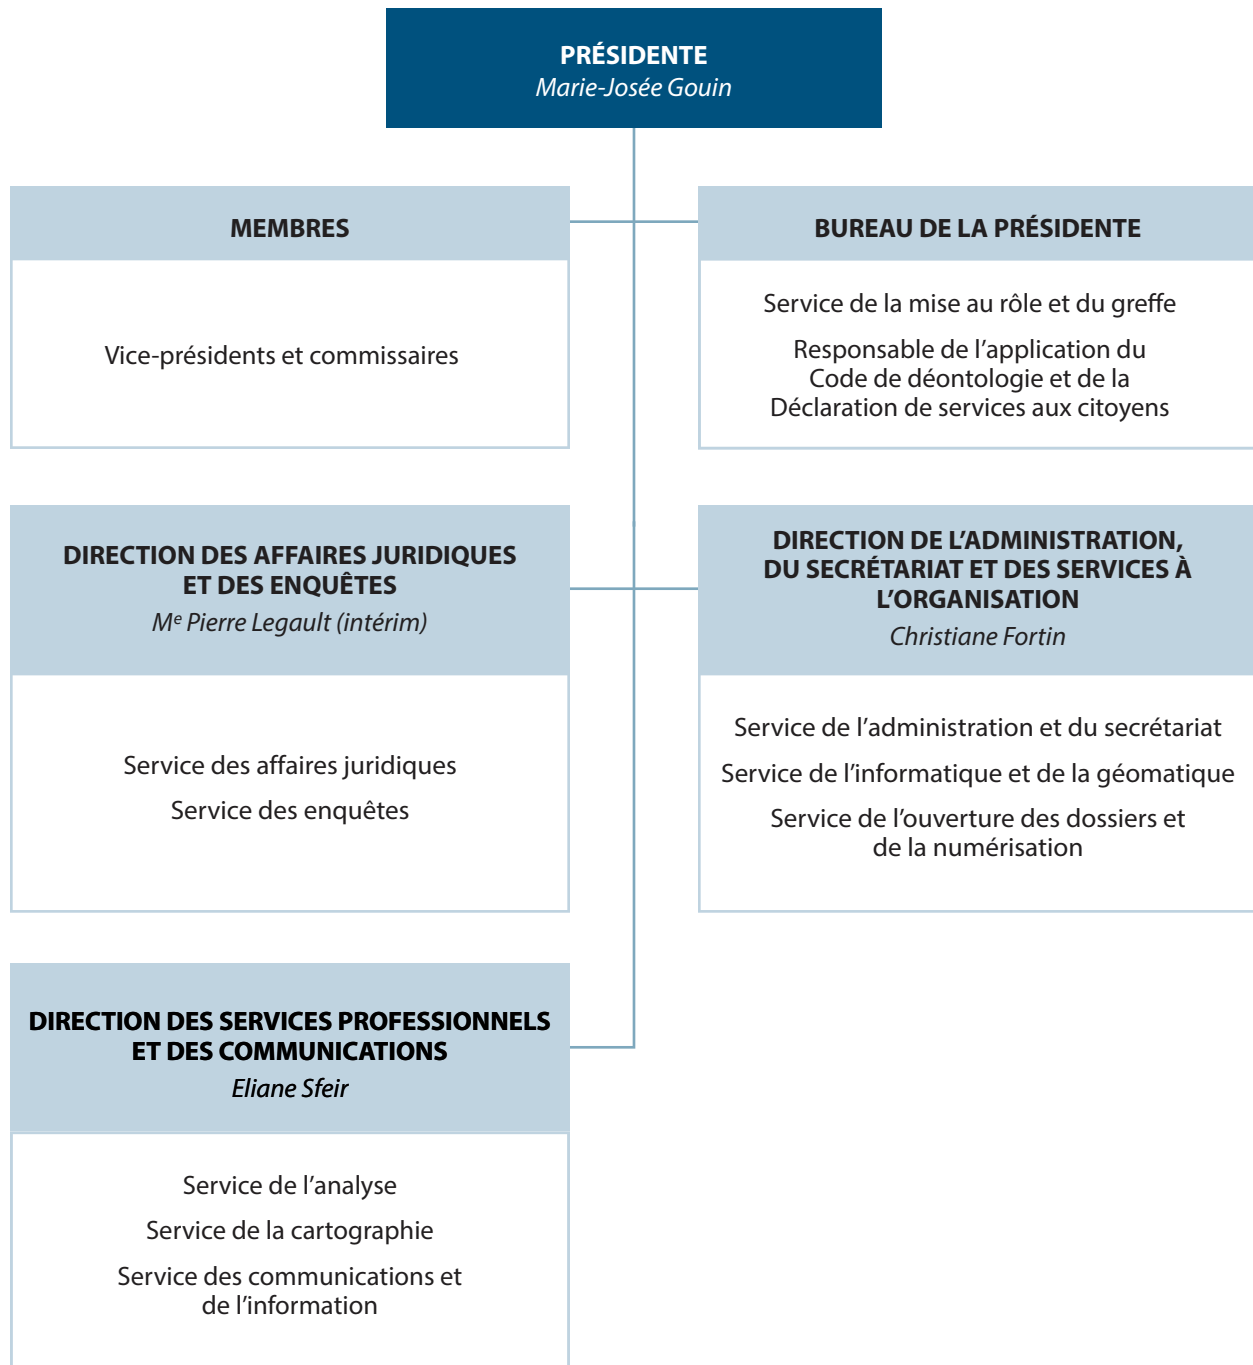 PRÉSIDENTE
Marie-Josée Gouin
MEMBRES
Vice-présidents et commissaires
BUREAU DE LA PRÉSIDENTE
Service de la mise au rôle et du greffe
Responsable de l’application du
Code de déontologie et de la
Déclaration de services aux citoyens
DIRECTION DES AFFAIRES JURIDIQUES
ET DES ENQUÊTES
Mᵉ Pierre Legault (intérim)
Service des affaires juridiques
Service des enquêtes
DIRECTION DE L’ADMINISTRATION,
DU SECRÉTARIAT ET DES SERVICES À
L’ORGANISATION
Christiane Fortin
Service de l’administration et du secrétariat
Service de l’informatique et de la géomatique
Service de l’ouverture des dossiers et
de la numérisation
DIRECTION DES SERVICES PROFESSIONNELS
ET DES COMMUNICATIONS
Eliane Sfeir
Service de l’analyse
Service de la cartographie
Service des communications et
de l’information